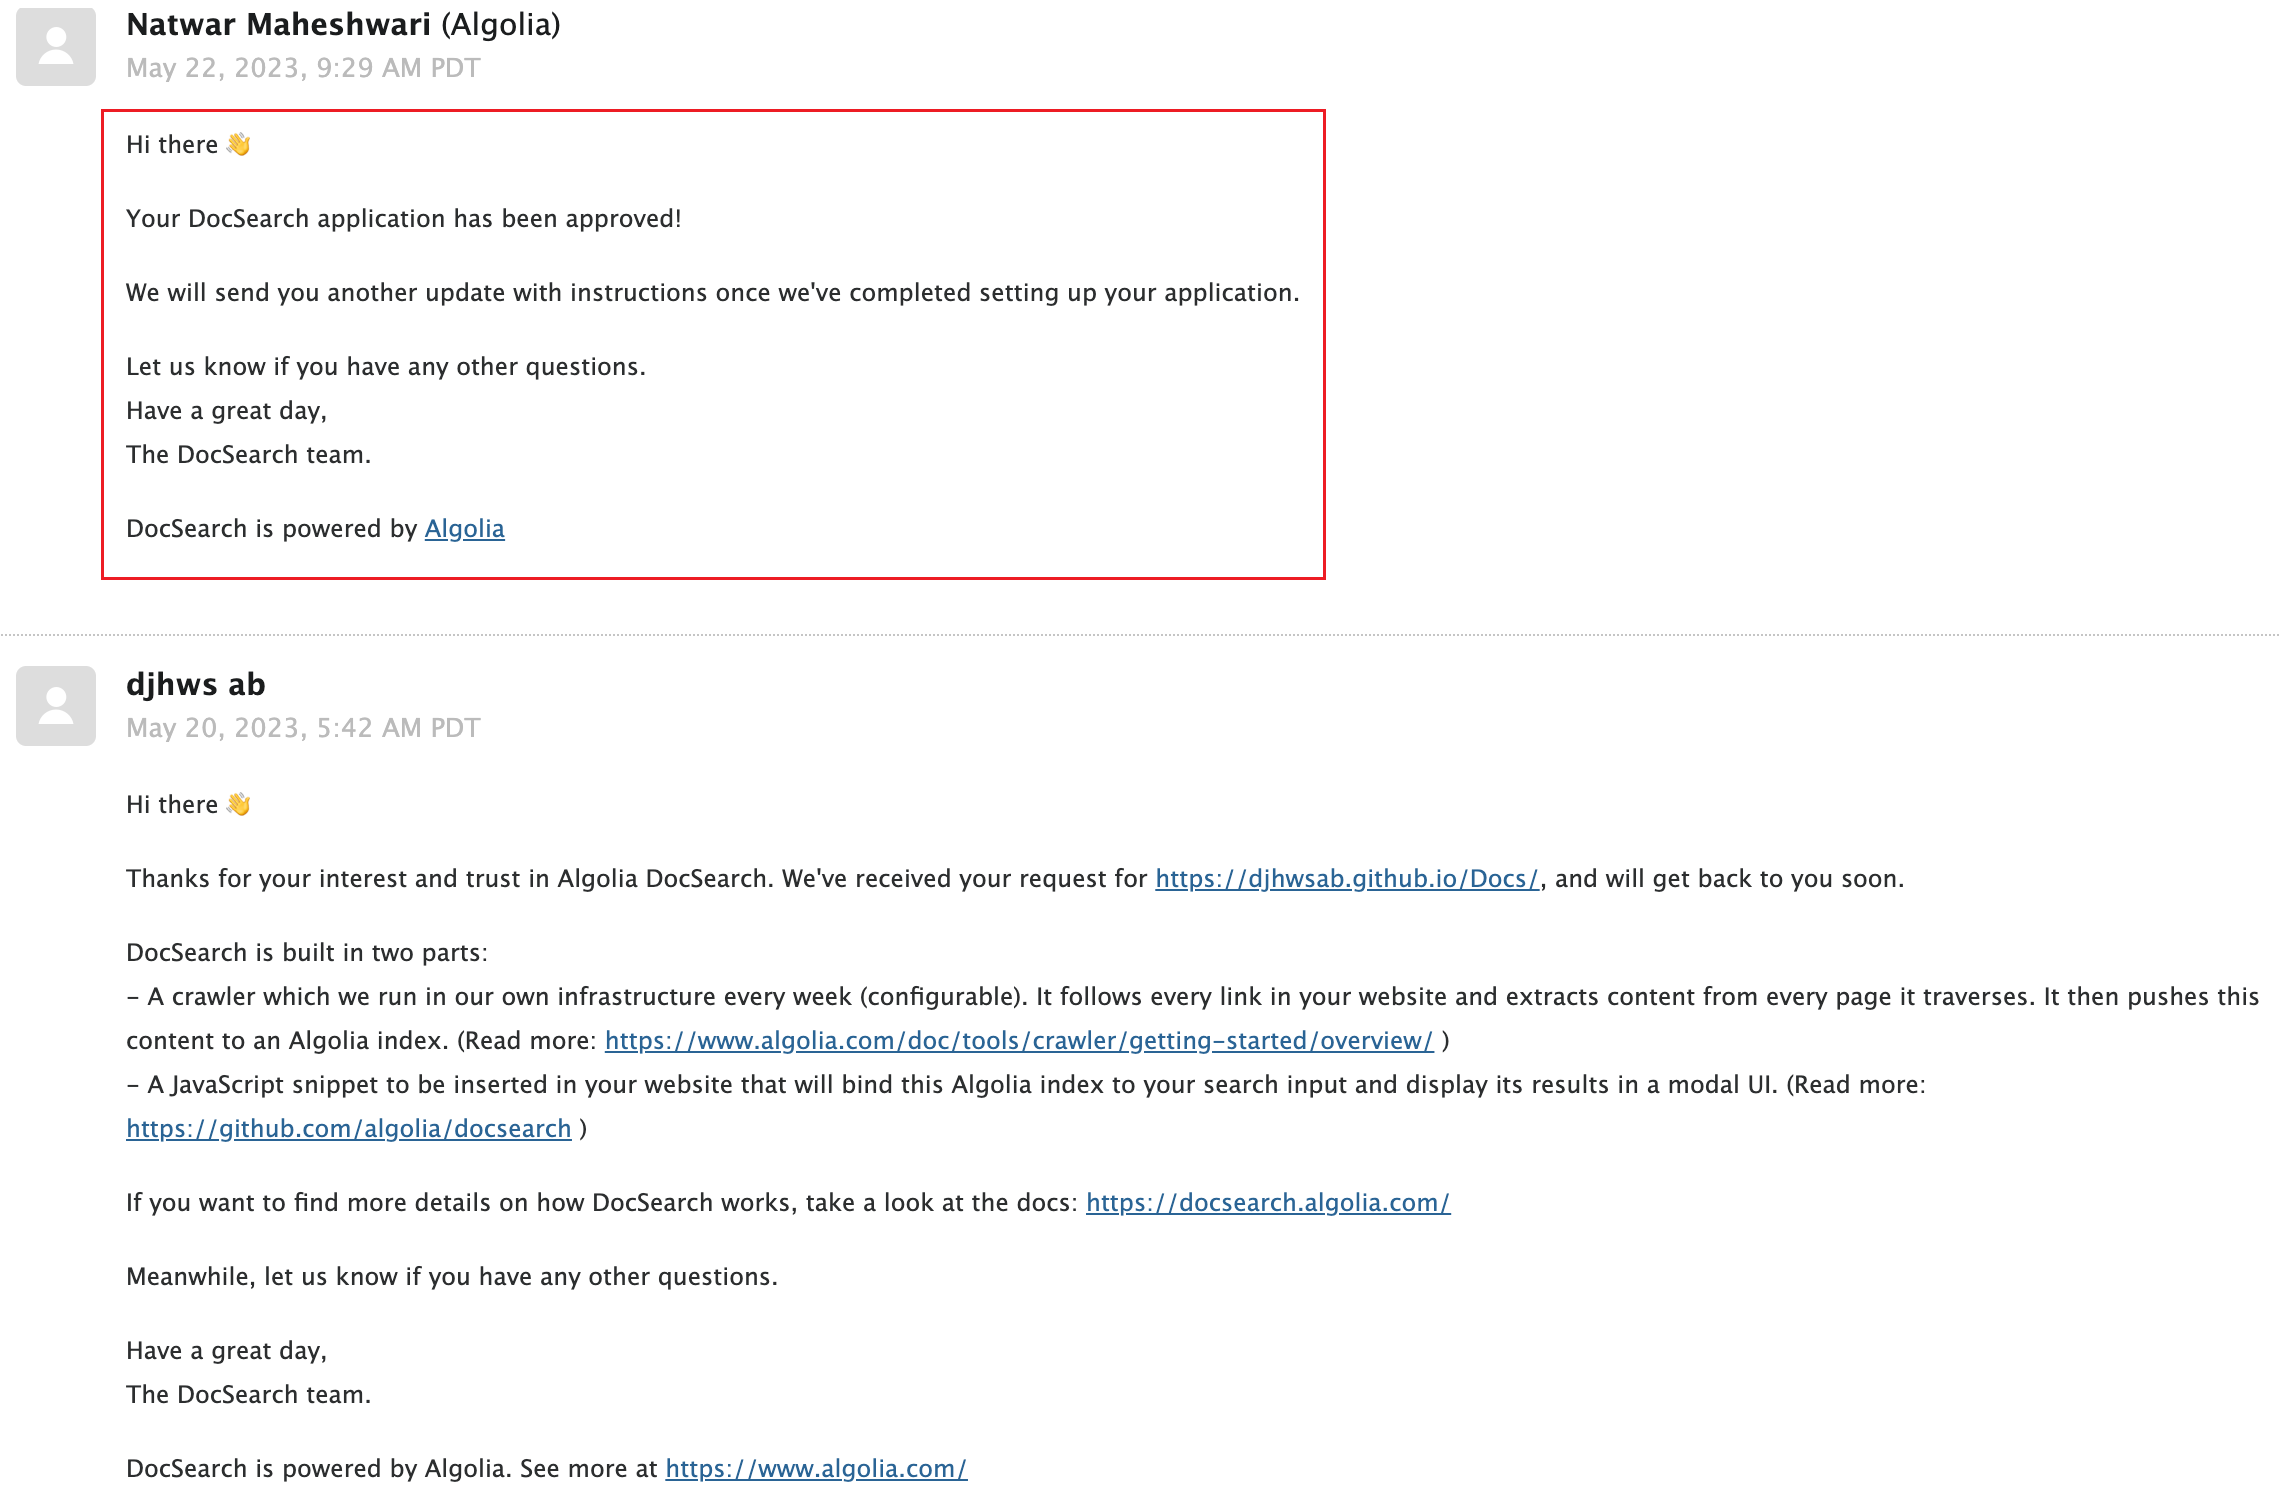 Natwar Maheshwari (Algolia)
May 22, 2023, 9:29 AM PDT
Hi there 👋
Your DocSearch application has been approved!
We will send you another update with instructions once we've completed setting up your application.
Let us know if you have any other questions.
Have a great day,
The DocSearch team.
DocSearch is powered by Algolia
djhws ab
May 20, 2023, 5:42 AM PDT
Hi there 👋
Thanks for your interest and trust in Algolia DocSearch. We've received your request for https://djhwsab.github.io/Docs/, and will get back to you soon.
DocSearch is built in two parts:
– A crawler which we run in our own infrastructure every week (configurable). It follows every link in your website and extracts content from every page it traverses. It then pushes this
content to an Algolia index. (Read more: https://www.algolia.com/doc/tools/crawler/getting-started/overview/ )
– A JavaScript snippet to be inserted in your website that will bind this Algolia index to your search input and display its results in a modal UI. (Read more:
https://github.com/algolia/docsearch )
If you want to find more details on how DocSearch works, take a look at the docs: https://docsearch.algolia.com/
Meanwhile, let us know if you have any other questions.
Have a great day,
The DocSearch team.
DocSearch is powered by Algolia. See more at https://www.algolia.com/